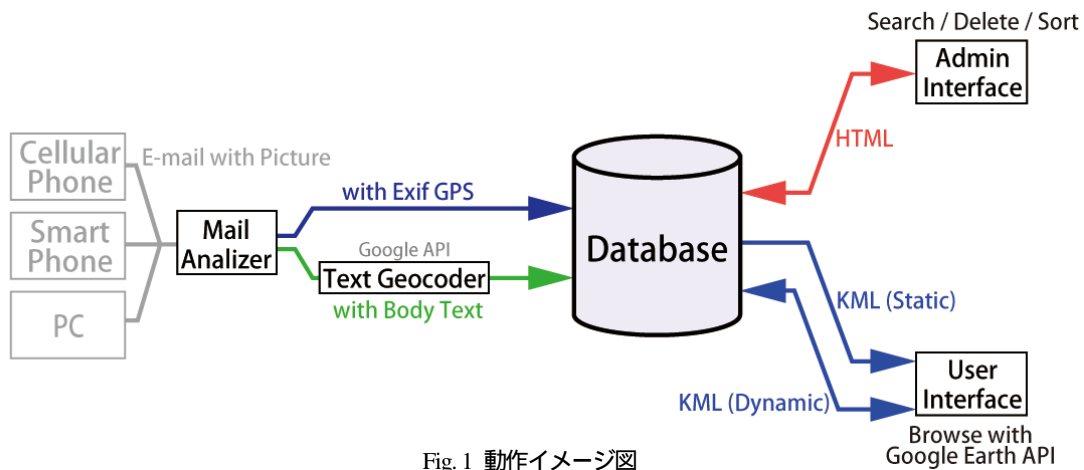 Search / Delete / Sort
Admin
Interface
HTML
Cellular
Phone
E-mail with Picture
Smart
Phone
PC
Mail
Analizer
with Exif GPS
Google API
Text Geocoder
with Body Text
Database
KML (Static)
KML (Dynamic)
User
Interface
Browse with
Google Earth API
Fig. 1 動作イメージ図